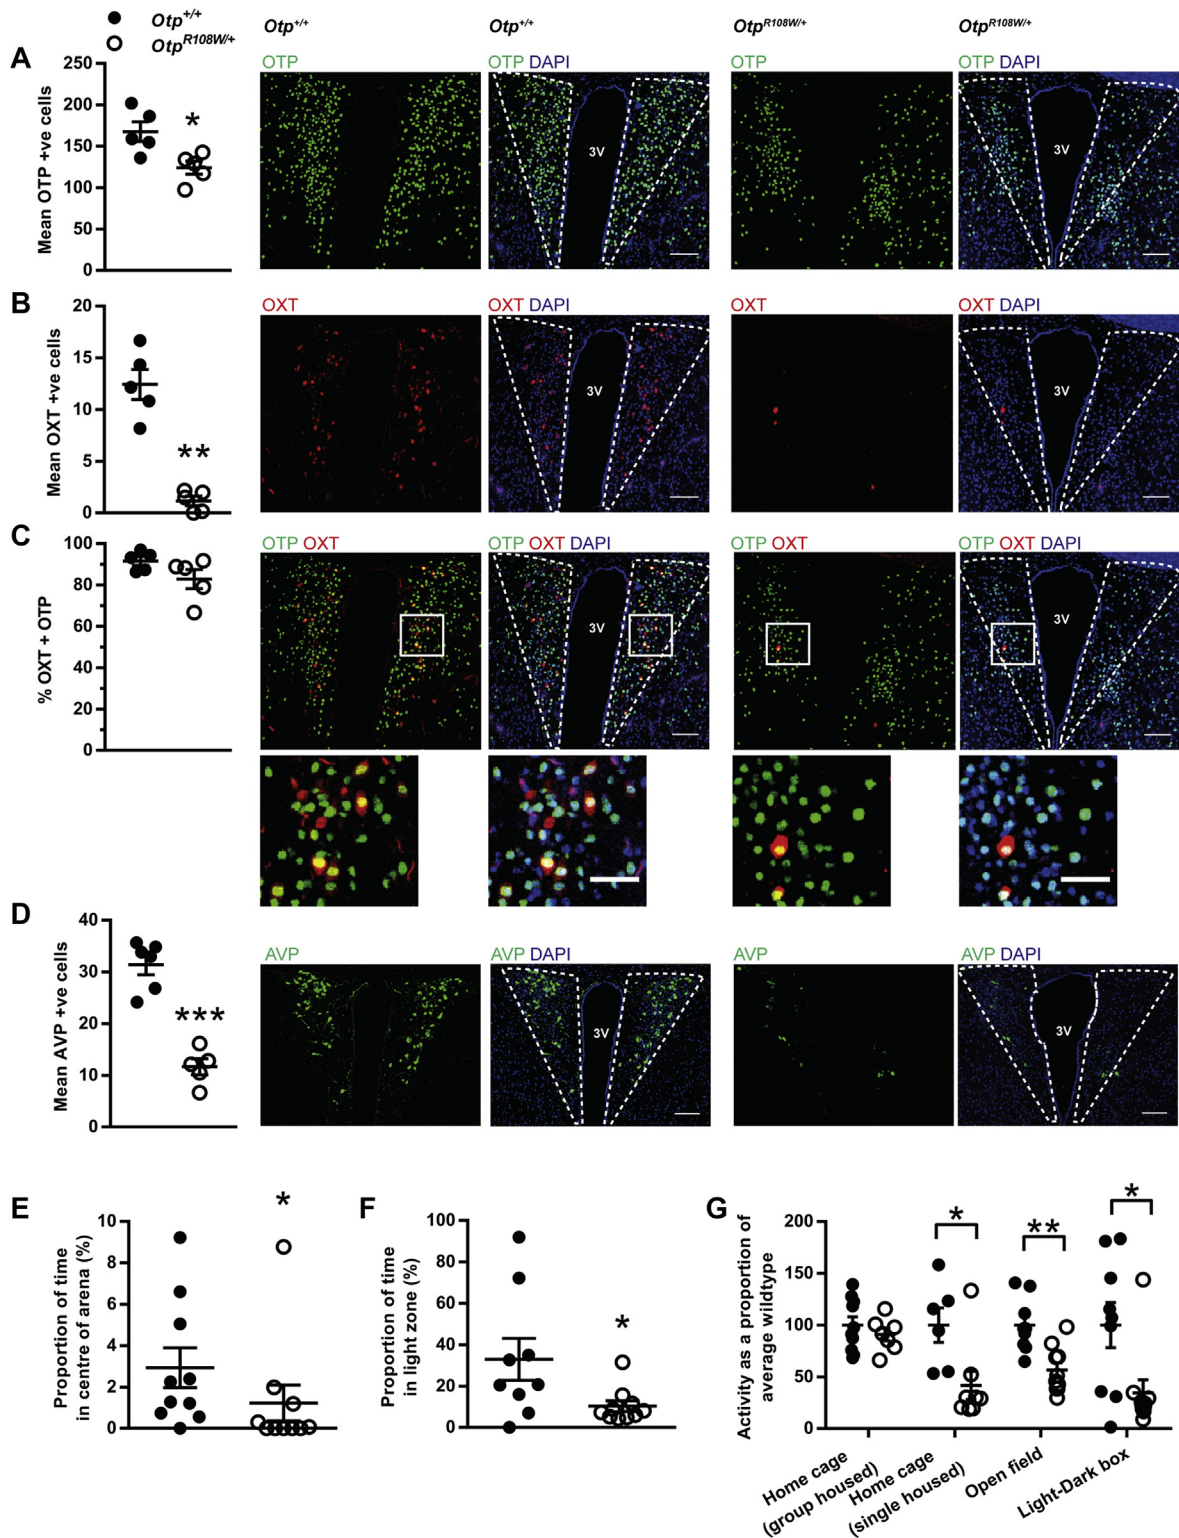 Otp+/+
OtpR108W/+
Otp+/+
Otp+/+
OtpR108W/+
OtpR108W/+
A
Mean OTP +ve cells
250
200
150
100
50
0
*
OTP
OTP DAPI
3V
OTP
OTP DAPI
3V
B
Mean OXT +ve cells
20
15
10
5
0
**
OXT
OXT DAPI
3V
OXT
OXT DAPI
3V
C
% OXT + OTP
100
80
60
40
20
0
OTP OXT
OTP OXT DAPI
3V
OTP OXT
OTP OXT DAPI
3V
D
Mean AVP +ve cells
40
30
20
10
0
***
AVP
AVP DAPI
3V
AVP
AVP DAPI
3V
E
Proportion of time
in centre of arena (%)
10
8
6
4
2
0
*
F
Proportion of time
in light zone (%)
100
80
60
40
20
0
*
G
Activity as a proportion of
average wildtype
200
150
100
50
0
*
**
*
Home cage
(group housed)
Home cage
(single housed)
Open field
Light-Dark box